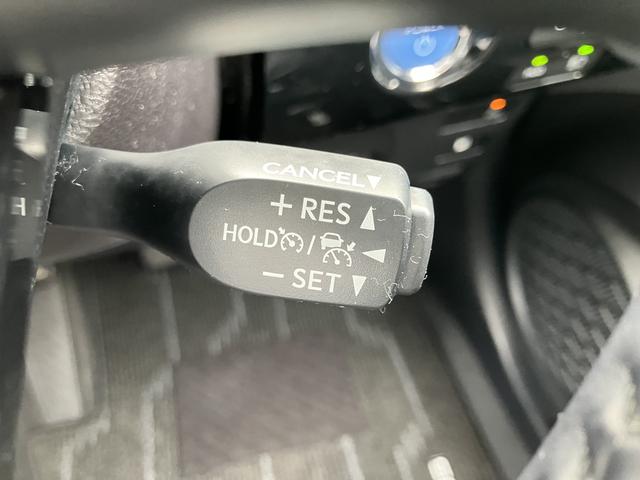 CANCEL▼
+ RES ▲
HOLD / ◀
− SET ▼
H